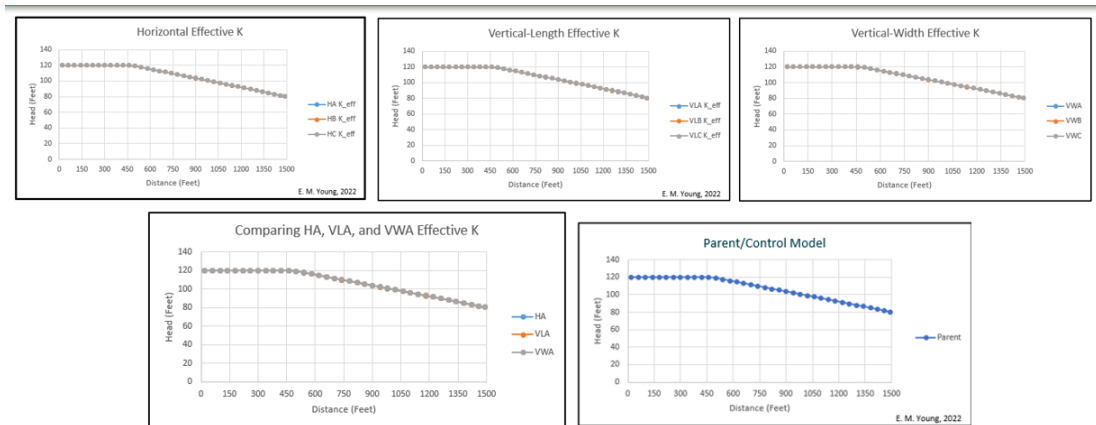 Horizontal Effective K
140
120
100
80
60
40
20
0
Head (Feet)
0 150 300 450 600 750 900 1050 1200 1350 1500
Distance (Feet)
HA K_eff
HB K_eff
HC K_eff
E. M. Young, 2022
Vertical-Length Effective K
140
120
100
80
60
40
20
0
Head (Feet)
0 150 300 450 600 750 900 1050 1200 1350 1500
Distance (Feet)
VLA K_eff
VLB K_eff
VLC K_eff
E. M. Young, 2022
Vertical-Width Effective K
140
120
100
80
60
40
20
0
Head (Feet)
0 150 300 450 600 750 900 1050 1200 1350 1500
Distance (Feet)
VWA
VWB
VWC
E. M. Young, 2022
Comparing HA, VLA, and VWA Effective K
140
120
100
80
60
40
20
0
Head (Feet)
0 150 300 450 600 750 900 1050 1200 1350 1500
Distance (Feet)
HA
VLA
VWA
Parent/Control Model
140
120
100
80
60
40
20
0
Head (Feet)
0 150 300 450 600 750 900 1050 1200 1350 1500
Distance (Feet)
Parent
E. M. Young, 2022